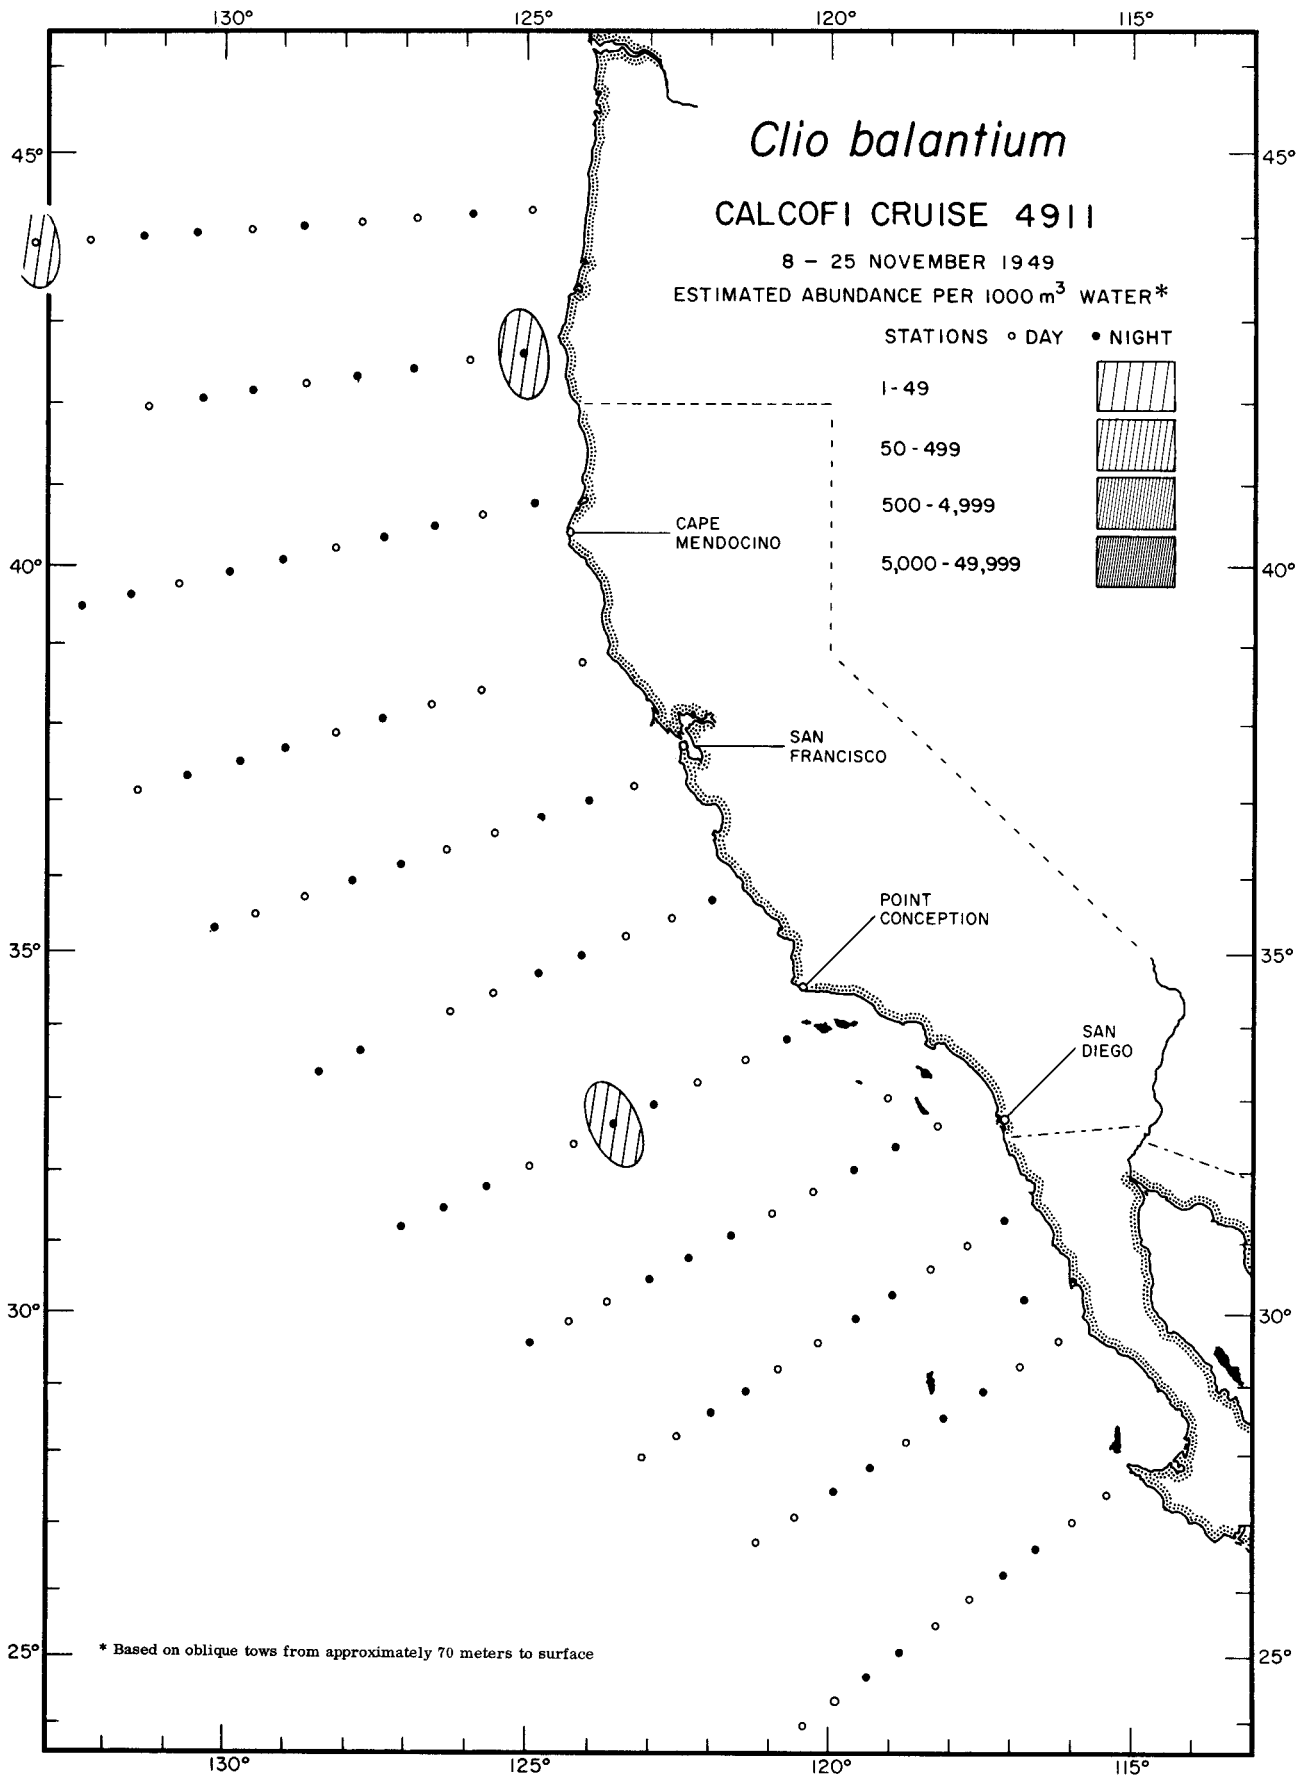 130° 125° 120° 115°
Clio balantium
45° 45°
CALCOFI CRUISE 4911
8 - 25 NOVEMBER 1949
ESTIMATED ABUNDANCE PER 1000 m³ WATER*
STATIONS ○ DAY ● NIGHT
1-49
50-499
500-4,999
5,000-49,999
CAPE
MENDOCINO
40° 40°
SAN
FRANCISCO
POINT
CONCEPTION
35° 35°
SAN
DIEGO
30° 30°
* Based on oblique tows from approximately 70 meters to surface
25° 25°
130° 125° 120° 115°